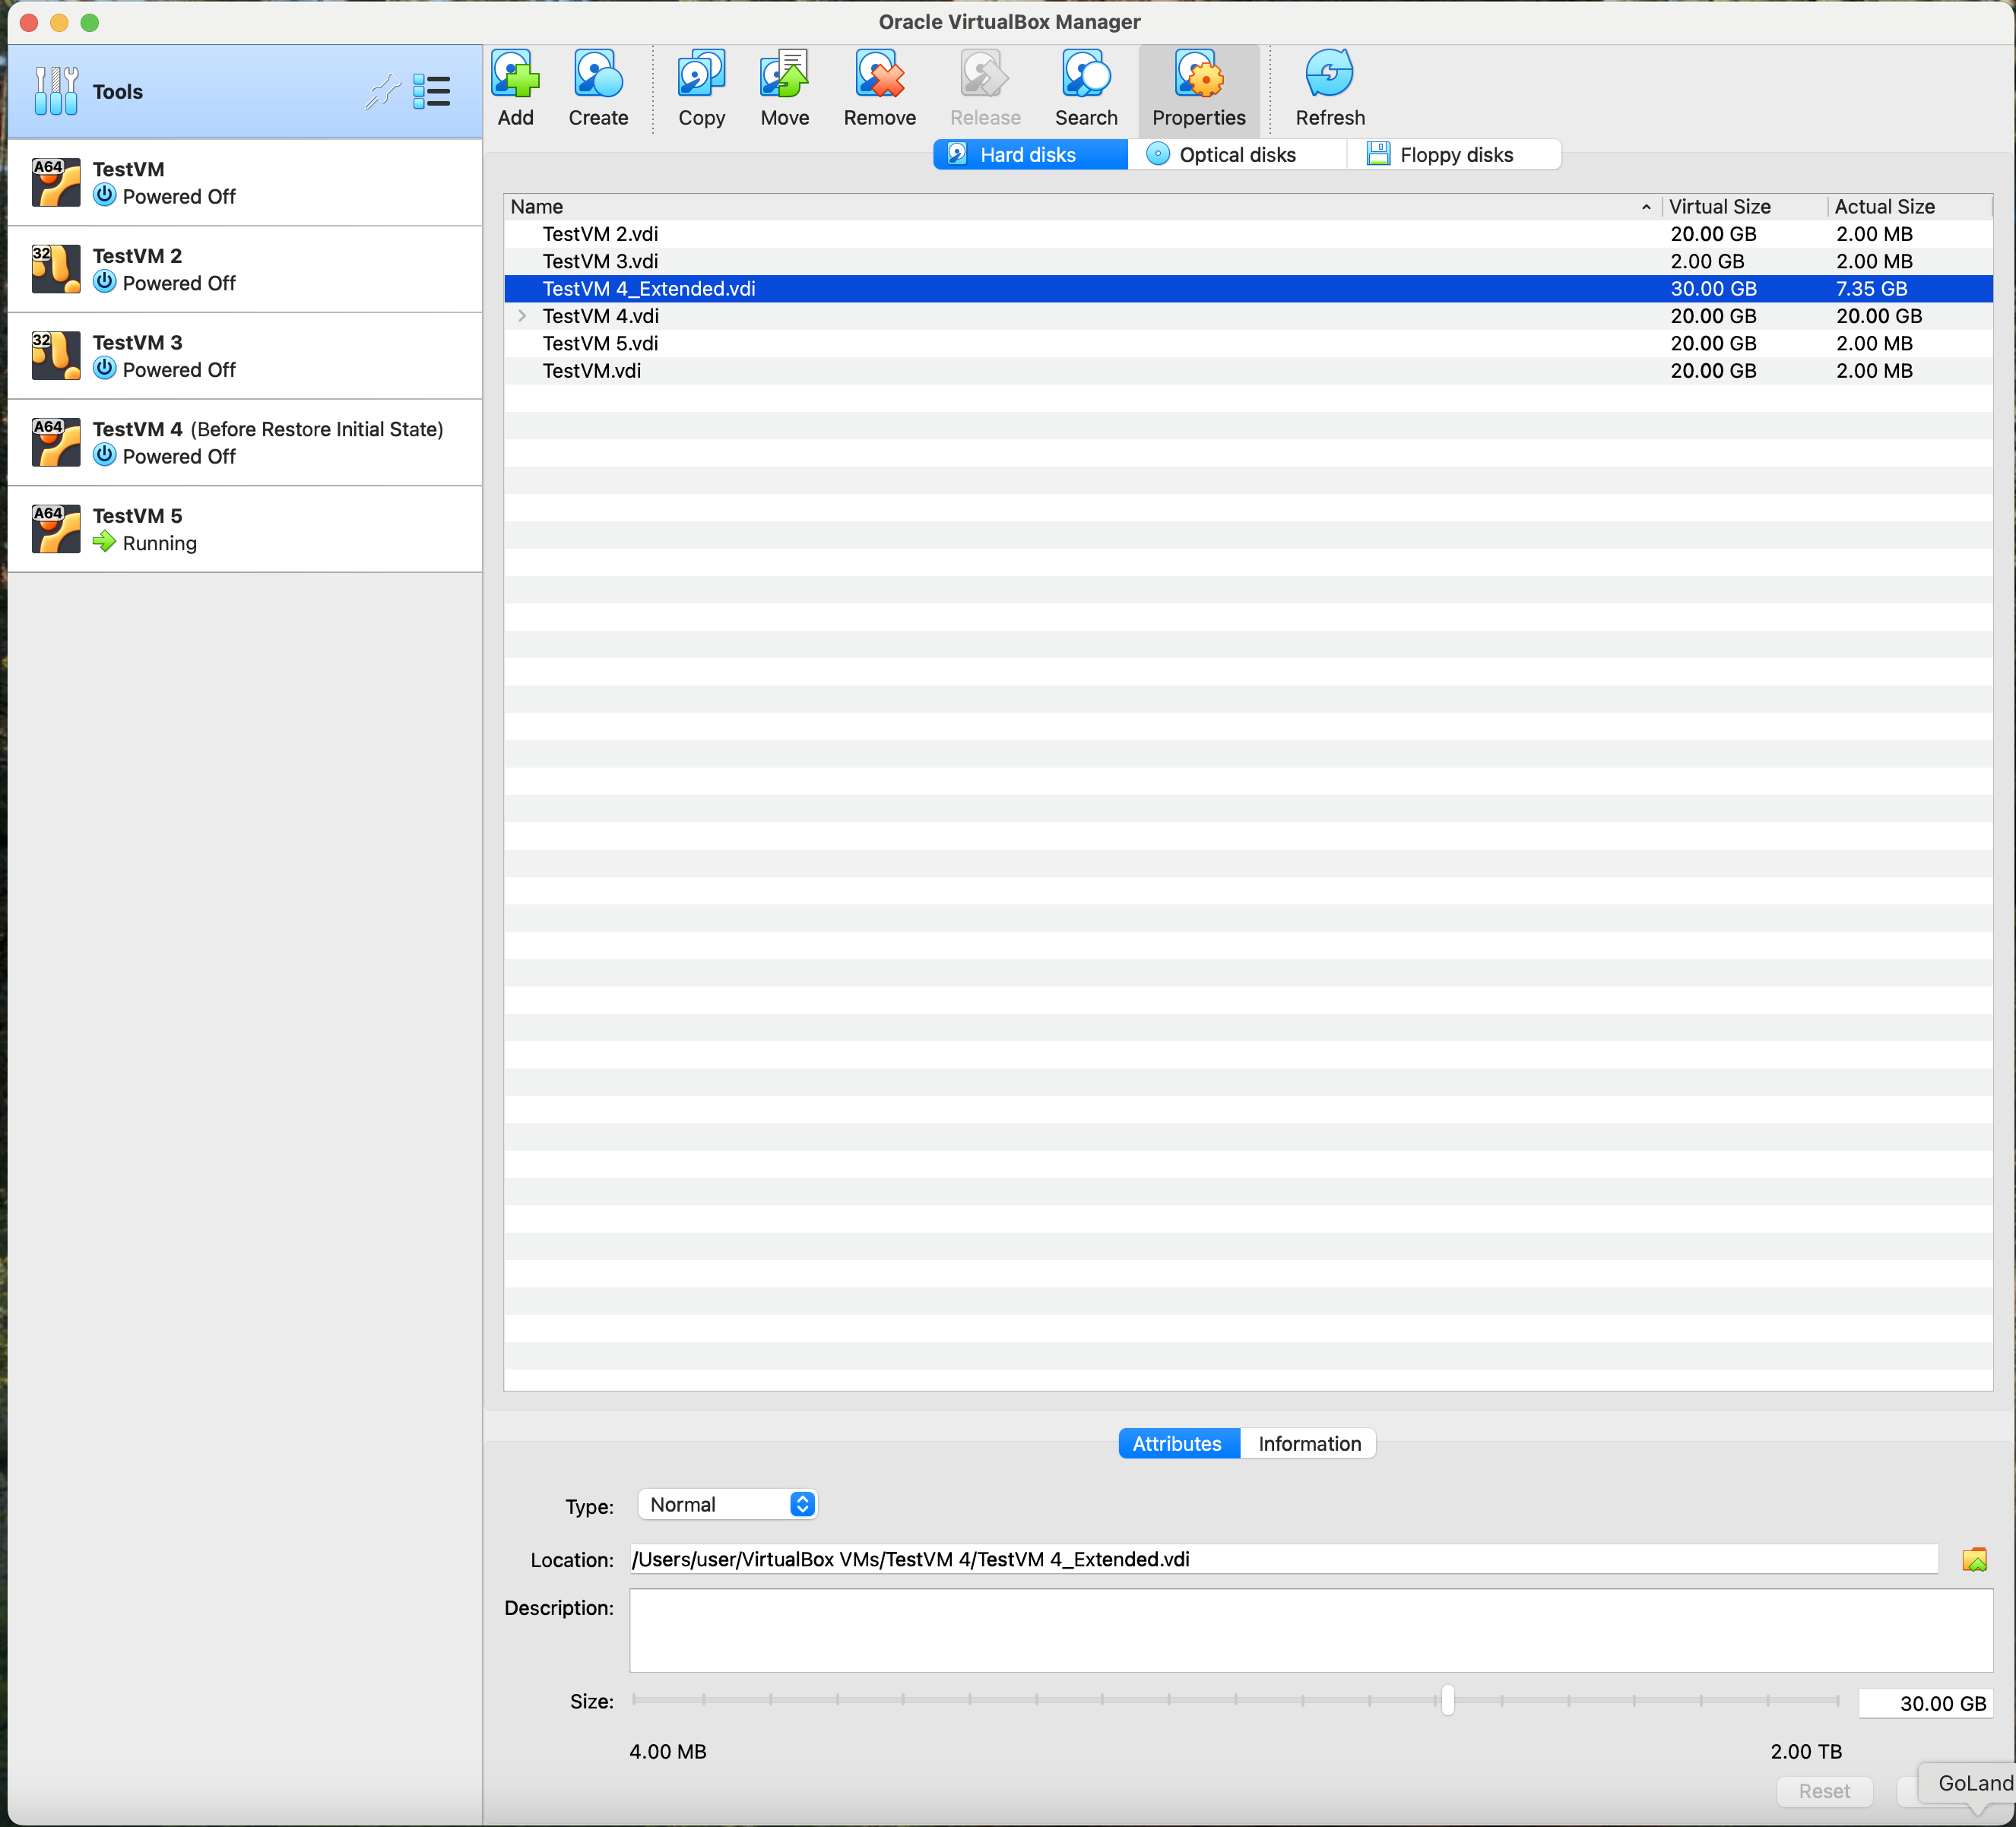 Oracle VirtualBox Manager
Tools
Add
Create
Copy
Move
Remove
Release
Search
Properties
Refresh
A64
TestVM
Powered Off
32
TestVM 2
Powered Off
32
TestVM 3
Powered Off
A64
TestVM 4 (Before Restore Initial State)
Powered Off
A64
TestVM 5
Running
Hard disks
Optical disks
Floppy disks
Name Virtual Size Actual Size
TestVM 2.vdi 20.00 GB 2.00 MB
TestVM 3.vdi 2.00 GB 2.00 MB
TestVM 4_Extended.vdi 30.00 GB 7.35 GB
TestVM 4.vdi 20.00 GB 20.00 GB
TestVM 5.vdi 20.00 GB 2.00 MB
TestVM.vdi 20.00 GB 2.00 MB
Attributes
Information
Type: Normal
Location: /Users/user/VirtualBox VMs/TestVM 4/TestVM 4_Extended.vdi
Description:
Size: 30.00 GB
4.00 MB 2.00 TB
Reset
GoLand